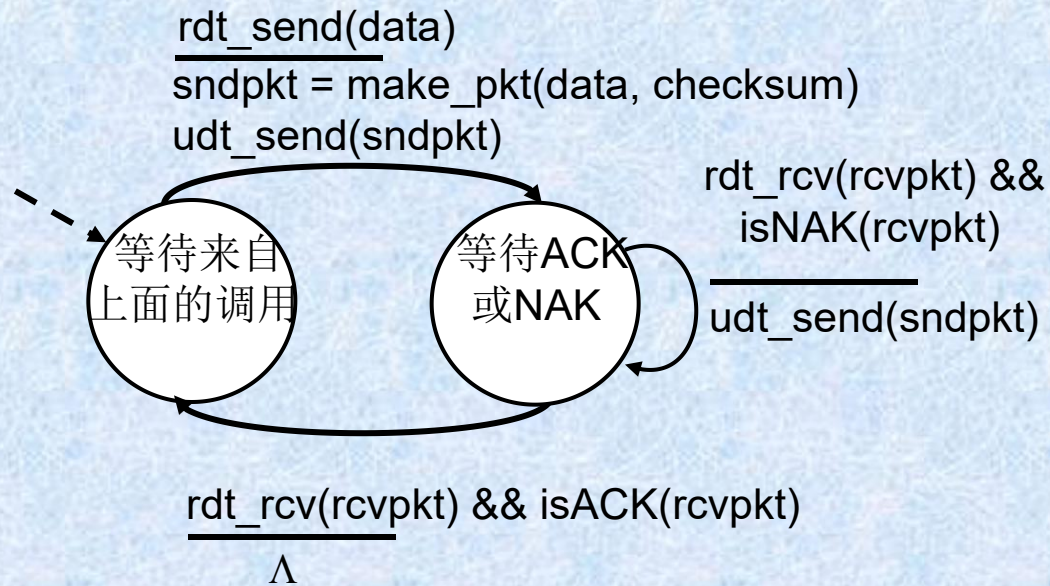 rdt_send(data)
sndpkt = make_pkt(data, checksum)
udt_send(sndpkt)
等待来自
上面的调用
等待ACK
或NAK
rdt_rcv(rcvpkt) &&
isNAK(rcvpkt)
udt_send(sndpkt)
rdt_rcv(rcvpkt) && isACK(rcvpkt)
Λ